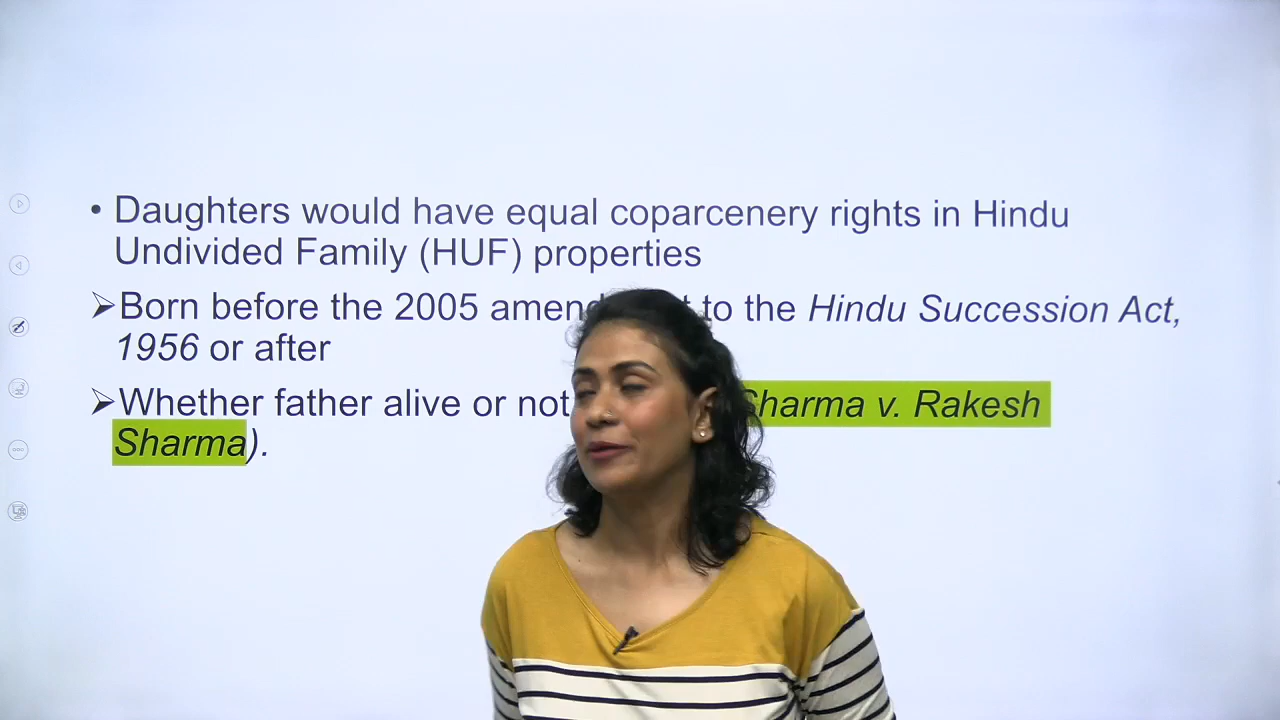 • Daughters would have equal coparcenery rights in Hindu
Undivided Family (HUF) properties
➢Born before the 2005 amen t to the Hindu Succession Act,
1956 or after
➢Whether father alive or not Sharma v. Rakesh
Sharma).